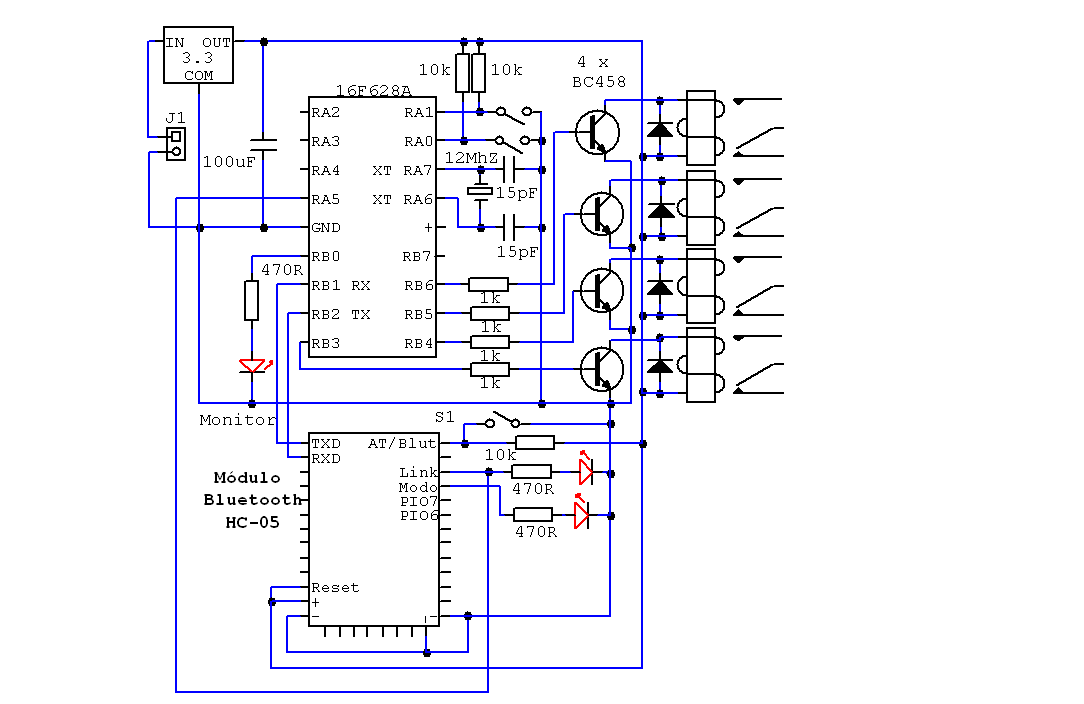 IN OUT
3.3
COM
J1
100uF
16F628A
RA2
RA3
RA4
RA5
GND
RB0
RB1 RX
RB2 TX
RB3
RA1
RA0
XT RA7
XT RA6
+
RB7
RB6
RB5
RB4
10k
10k
12MhZ
15pF
15pF
4 x
BC458
470R
1k
1k
1k
1k
Monitor
S1
10k
470R
470R
Módulo
Bluetooth
HC-05
TXD
RXD
AT/Blut
Link
Modo
PIO7
PIO6
Reset
+
-
-
-